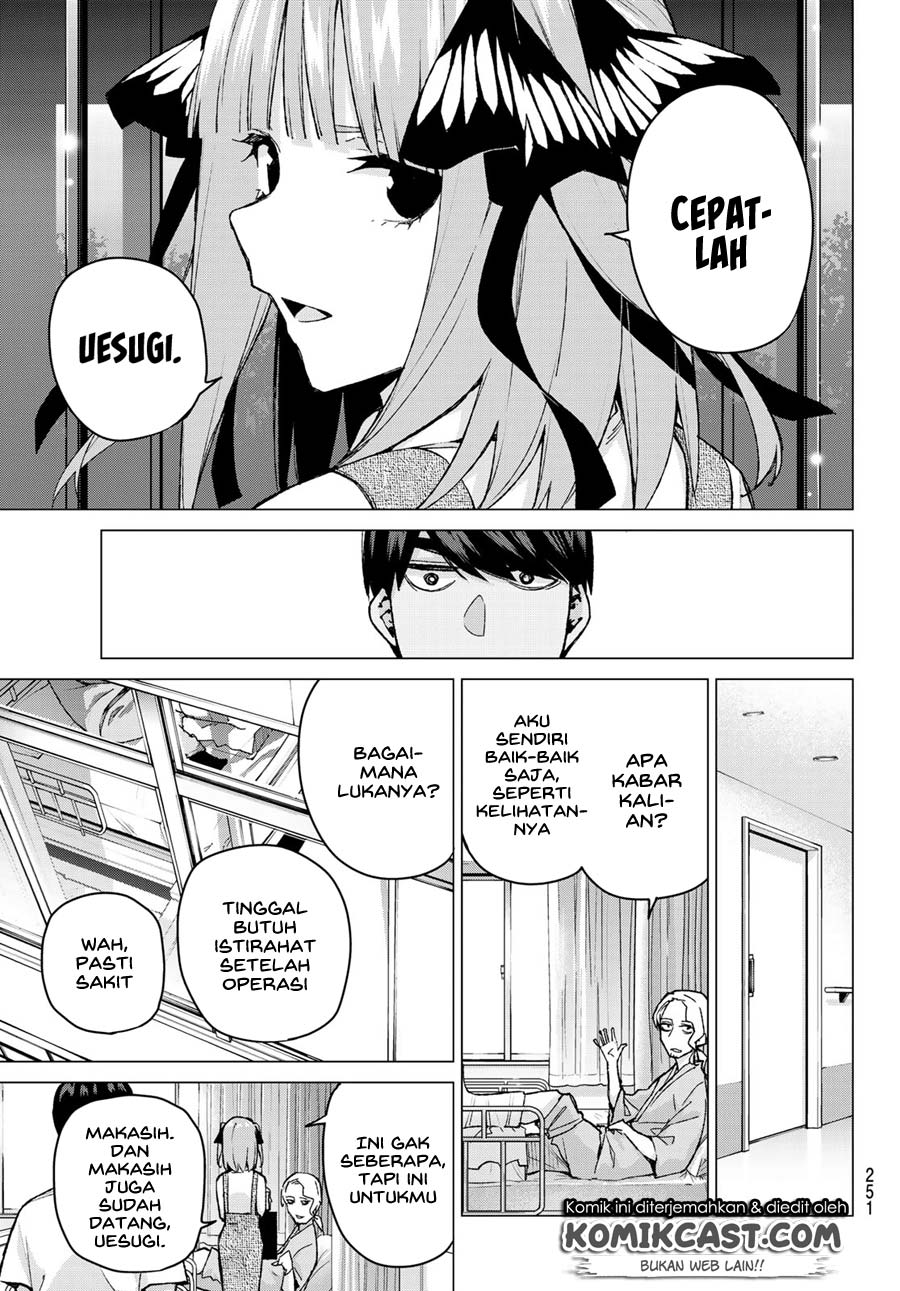 CEPAT-
LAH
UESUGI.
APA
KABAR
KALI-
AN?
AKU
SENDIRI
BAIK-BAIK
SAJA,
SEPERTI
KELIHATAN-
NYA
BAGAI-
MANA
LUKANYA?
TINGGAL
BUTUH
ISTIRAHAT
SETELAH
OPERASI
WAH,
PASTI
SAKIT
INI GAK
SEBERAPA,
TAPI INI
UNTUKMU
MAKASIH.
DAN
MAKASIH
JUGA
SUDAH
DATANG,
UESUGI.
251
Komik ini diterjemahkan & diedit oleh
KOMIKCAST.COM
BUKAN WEB LAIN!!